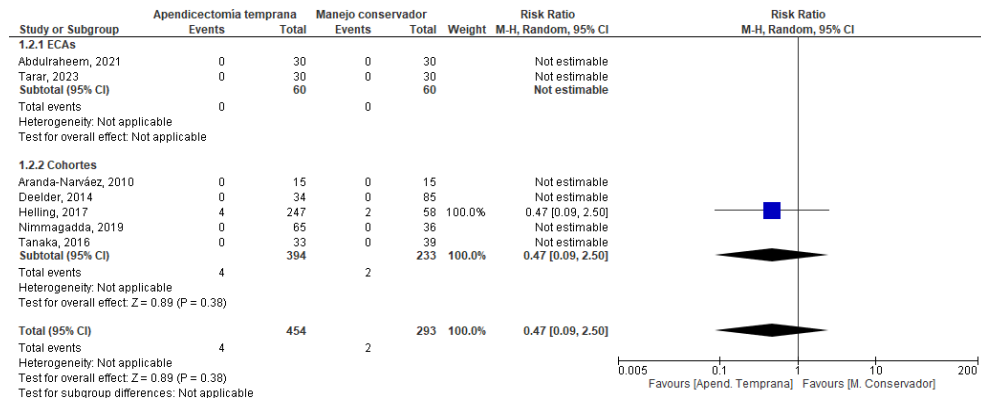 Apendicectomía temprana Manejo conservador Risk Ratio Risk Ratio
Study or Subgroup Events Total Events Total Weight M-H, Random, 95% CI M-H, Random, 95% CI
1.2.1 ECAs
Abdulraheem, 2021 0 30 0 30 Not estimable
Tarar, 2023 0 30 0 30 Not estimable
Subtotal (95% CI) 60 60 Not estimable
Total events 0 0
Heterogeneity: Not applicable
Test for overall effect: Not applicable
1.2.2 Cohortes
Aranda-Narváez, 2010 0 15 0 15 Not estimable
Deelder, 2014 0 34 0 85 Not estimable
Helling, 2017 4 247 2 58 100.0% 0.47 [0.09, 2.50]
Nimmagadda, 2019 0 65 0 36 Not estimable
Tanaka, 2016 0 33 0 39 Not estimable
Subtotal (95% CI) 394 233 100.0% 0.47 [0.09, 2.50]
Total events 4 2
Heterogeneity: Not applicable
Test for overall effect: Z = 0.89 (P = 0.38)
Total (95% CI) 454 293 100.0% 0.47 [0.09, 2.50]
Total events 4 2
Heterogeneity: Not applicable
Test for overall effect: Z = 0.89 (P = 0.38)
Test for subgroup differences: Not applicable
0.005 0.1 1 10 200
Favours [Apend. Temprana] Favours [M. Conservador]